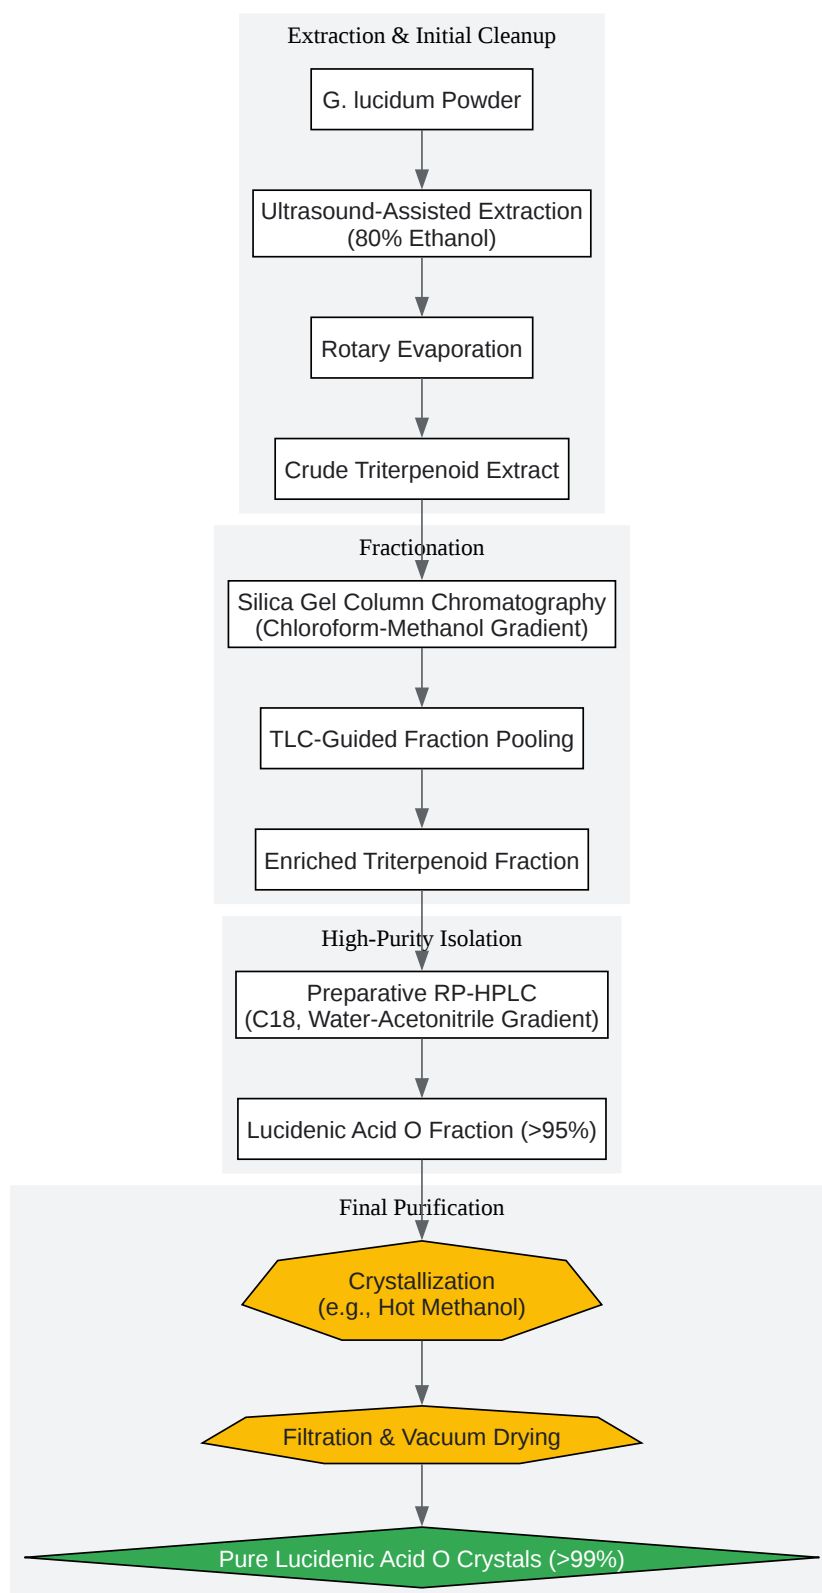 Extraction & Initial Cleanup
G. lucidum Powder
Ultrasound-Assisted Extraction
(80% Ethanol)
Rotary Evaporation
Crude Triterpenoid Extract
Fractionation
Silica Gel Column Chromatography
(Chloroform-Methanol Gradient)
TLC-Guided Fraction Pooling
Enriched Triterpenoid Fraction
High-Purity Isolation
Preparative RP-HPLC
(C18, Water-Acetonitrile Gradient)
Lucidenic Acid O Fraction (>95%)
Final Purification
Crystallization
(e.g., Hot Methanol)
Filtration & Vacuum Drying
Pure Lucidenic Acid O Crystals (>99%)